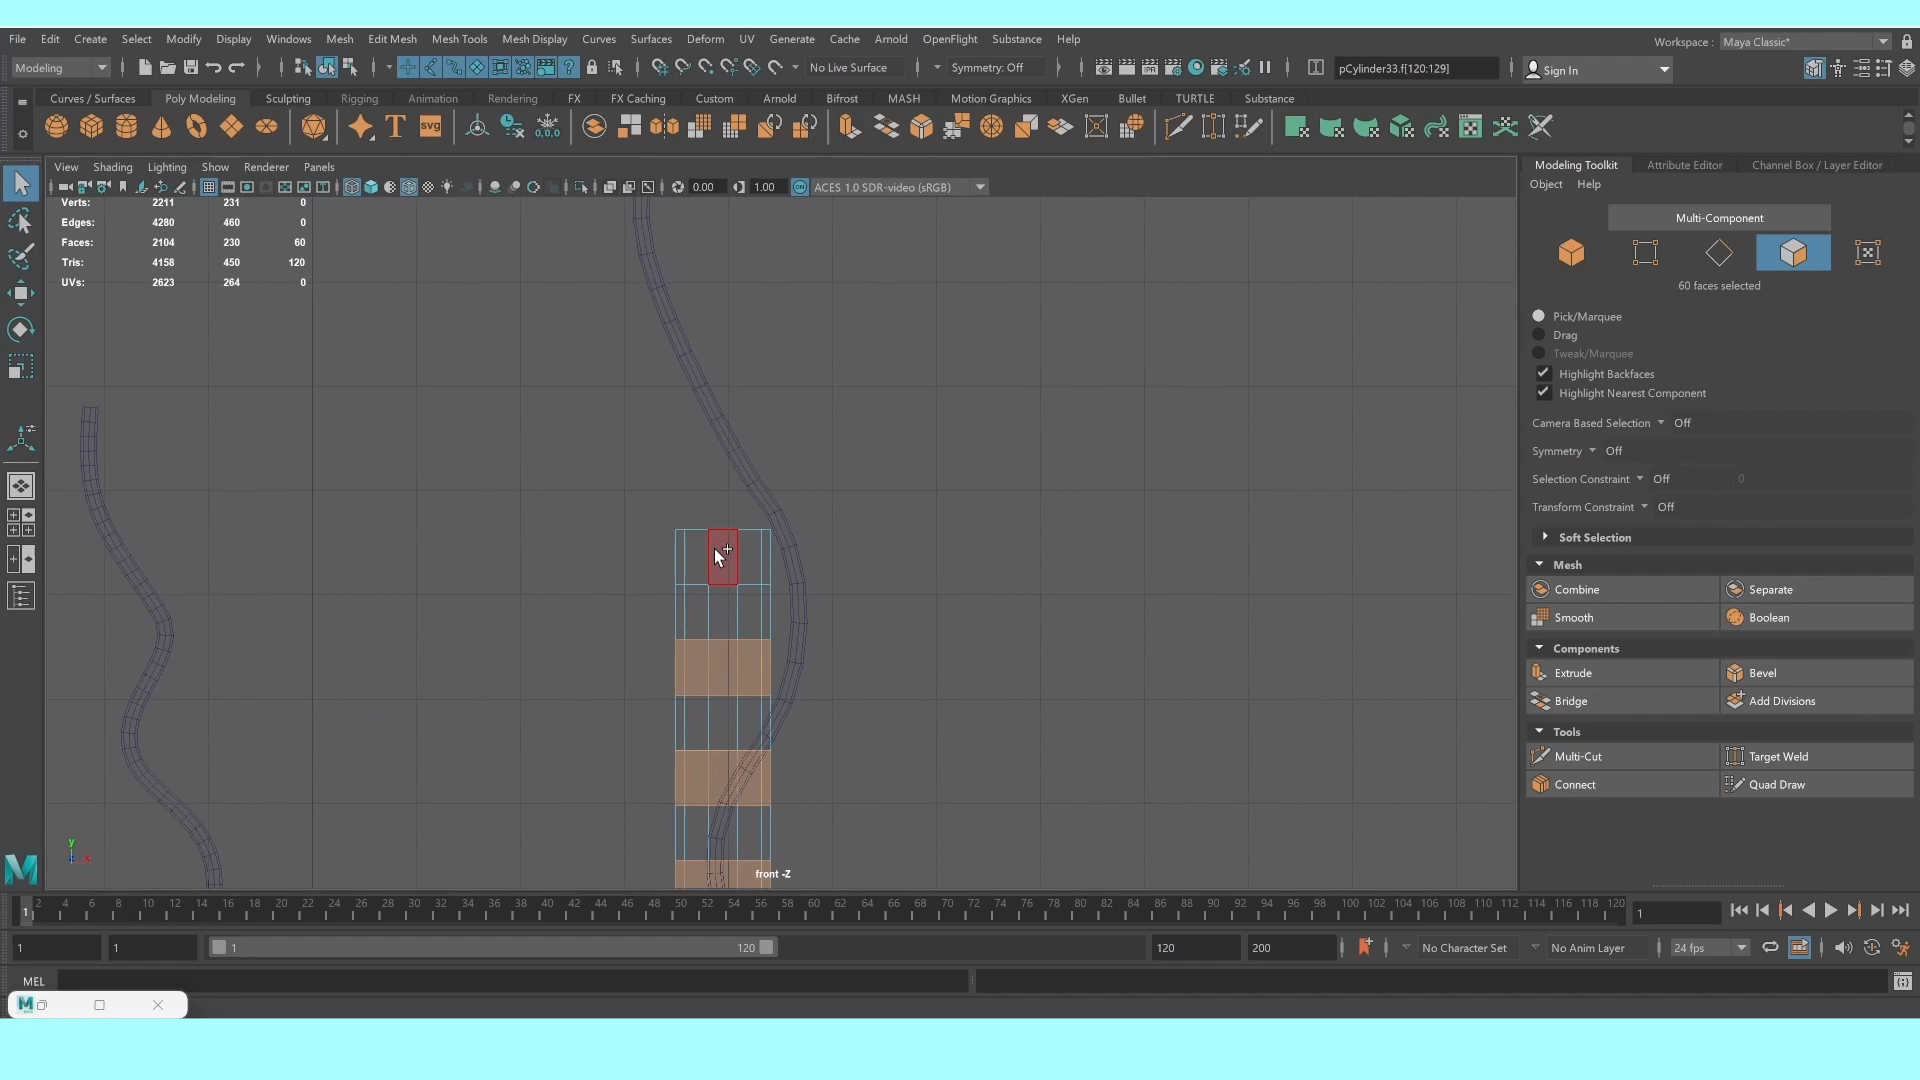 File Edit Create Select Modify Display Windows Mesh Edit Mesh Mesh Tools Mesh Display Curves Surfaces Deform UV Generate Cache Arnold OpenFlight Substance Help
Workspace : Maya Classic*
Modeling No Live Surface Symmetry: Off pCylinder33.f[120:129] Sign In
Curves / Surfaces Poly Modeling Sculpting Rigging Animation Rendering FX FX Caching Custom Arnold Bifrost MASH Motion Graphics XGen Bullet TURTLE Substance
T svg 0,0,0
View Shading Lighting Show Renderer Panels
0.00 1.00 ON ACES 1.0 SDR-video (sRGB)
Verts: 2211 231 0
Edges: 4280 460 0
Faces: 2104 230 60
Tris: 4158 450 120
UVs: 2623 264 0
y
z x
front -Z
Modeling Toolkit Attribute Editor Channel Box / Layer Editor
Object Help
Multi-Component
60 faces selected
Pick/Marquee
Drag
Tweak/Marquee
Highlight Backfaces
Highlight Nearest Component
Camera Based Selection Off
Symmetry Off
Selection Constraint Off 0
Transform Constraint Off
Soft Selection
Mesh
Combine Separate
Smooth Boolean
Components
Extrude Bevel
Bridge Add Divisions
Tools
Multi-Cut Target Weld
Connect Quad Draw
1 2 4 6 8 10 12 14 16 18 20 22 24 26 28 30 32 34 36 38 40 42 44 46 48 50 52 54 56 58 60 62 64 66 68 70 72 74 76 78 80 82 84 86 88 90 92 94 96 98 100 102 104 106 108 110 112 114 116 118 120 1
1 1 1 120 120 200 No Character Set No Anim Layer 24 fps
MEL
M